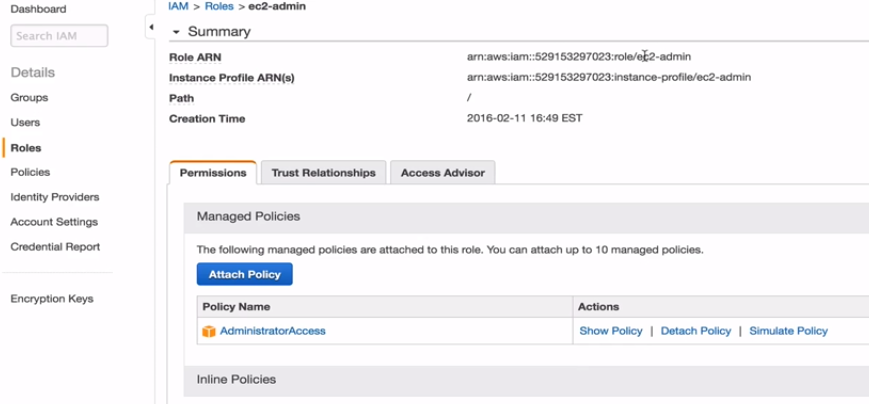 Dashboard
Search IAM
Details
Groups
Users
Roles
Policies
Identity Providers
Account Settings
Credential Report
Encryption Keys
IAM > Roles > ec2-admin
Summary
Role ARN arn:aws:iam::529153297023:role/ec2-admin
Instance Profile ARN(s) arn:aws:iam::529153297023:instance-profile/ec2-admin
Path /
Creation Time 2016-02-11 16:49 EST
Permissions Trust Relationships Access Advisor
Managed Policies
The following managed policies are attached to this role. You can attach up to 10 managed policies.
Attach Policy
Policy Name Actions
AdministratorAccess Show Policy | Detach Policy | Simulate Policy
Inline Policies